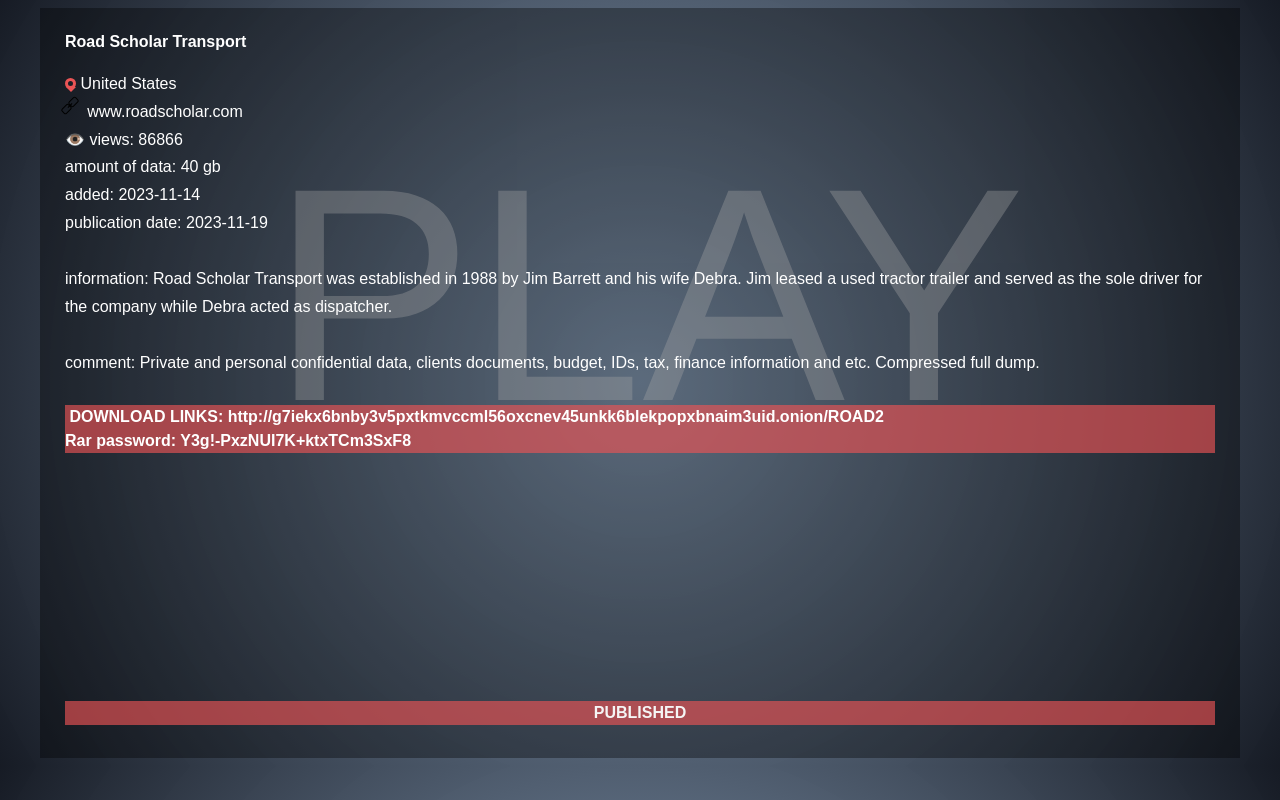 Road Scholar Transport
United States
www.roadscholar.com
views: 86866
amount of data: 40 gb
added: 2023-11-14
publication date: 2023-11-19
information: Road Scholar Transport was established in 1988 by Jim Barrett and his wife Debra. Jim leased a used tractor trailer and served as the sole driver for
the company while Debra acted as dispatcher.
comment: Private and personal confidential data, clients documents, budget, IDs, tax, finance information and etc. Compressed full dump.
PLAY
DOWNLOAD LINKS: http://g7iekx6bnby3v5pxtkmvccml56oxcnev45unkk6blekpopxbnaim3uid.onion/ROAD2
Rar password: Y3g!-PxzNUI7K+ktxTCm3SxF8
PUBLISHED